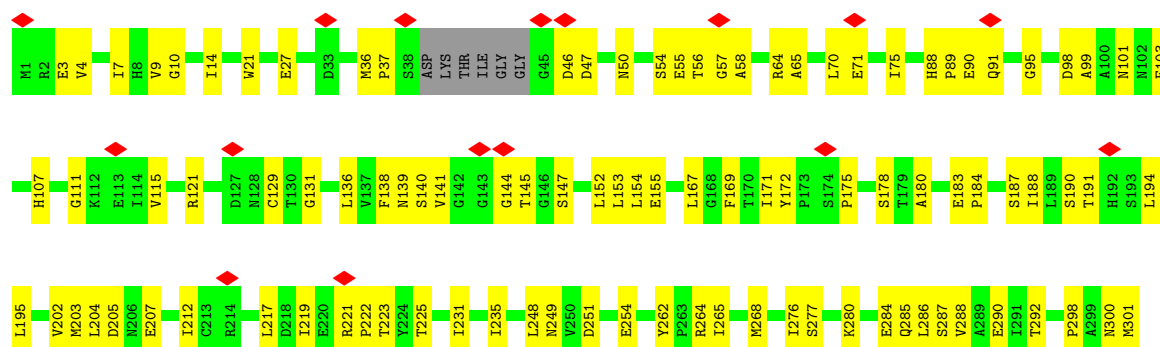 M1 R2 E3 V4 I7 H8 V9 G10 I14 W21 E27 D33 M36 P37 S38 ASP LYS THR ILE GLY GLY G45 D46 D47 N50 S54 E55 T56 G57 A58 R64 A65 L70 E71 I75 H88 P89 E90 Q91 G95 D98 A99 A100 N101 N102 E103
H107 G111 K112 E113 I114 V115 R121 D127 N128 C129 T130 G131 L136 V137 F138 N139 S140 V141 G142 G143 G144 T145 G146 S147 L152 L153 L154 E155 L167 G168 F169 T170 I171 Y172 P173 S174 P175 S178 T179 A180 E183 P184 S187 I188 L189 S190 T191 H192 S193 L194
L195 V202 M203 L204 D205 N206 E207 I212 C213 R214 L217 D218 I219 E220 R221 P222 T223 Y224 T225 I231 I235 L248 N249 V250 D251 E254 Y262 P263 R264 I265 M268 I276 S277 K280 E284 Q285 L286 S287 V288 A289 E290 I291 T292 P298 A299 N300 M301